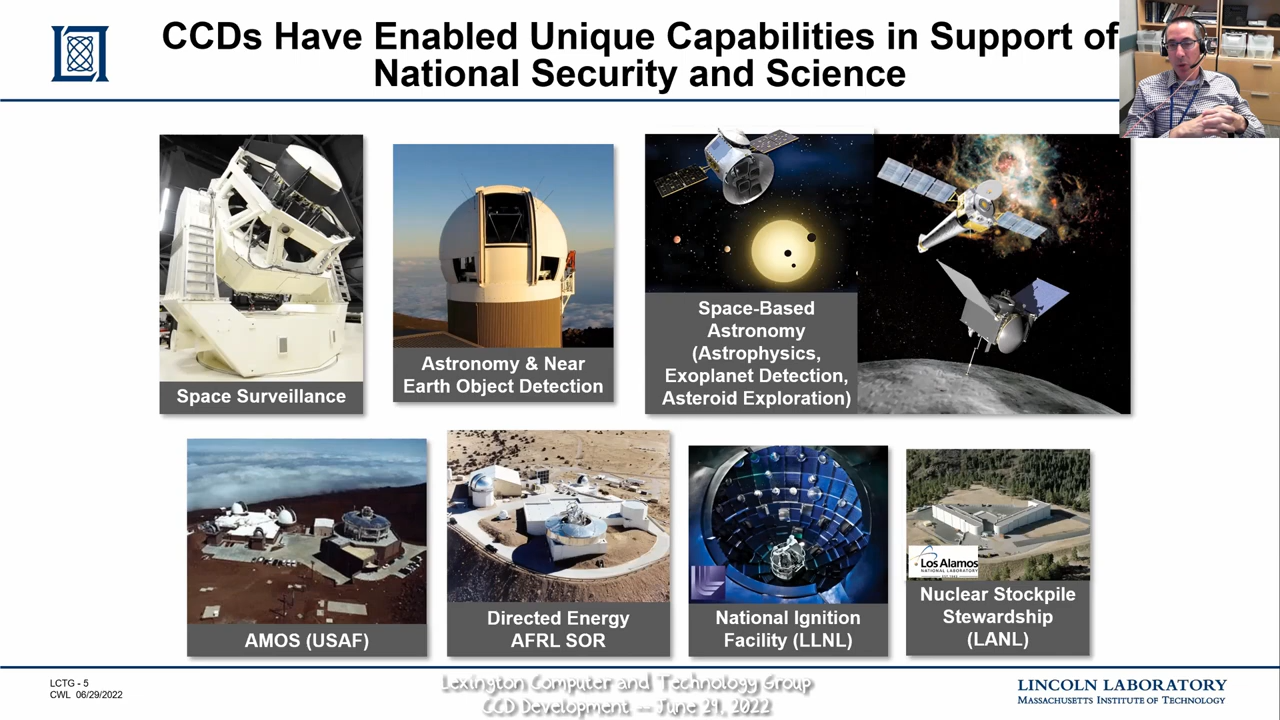 CCDs Have Enabled Unique Capabilities in Support of
National Security and Science
Space Surveillance
Astronomy & Near
Earth Object Detection
Space-Based
Astronomy
(Astrophysics,
Exoplanet Detection,
Asteroid Exploration)
AMOS (USAF)
Directed Energy
AFRL SOR
National Ignition
Facility (LLNL)
Los Alamos
NATIONAL LABORATORY
Nuclear Stockpile
Stewardship
(LANL)
LCTG - 5
CWL 06/29/2022
Lexington Computer and Technology Group
CCD Development -- June 29, 2022
LINCOLN LABORATORY
MASSACHUSETTS INSTITUTE OF TECHNOLOGY